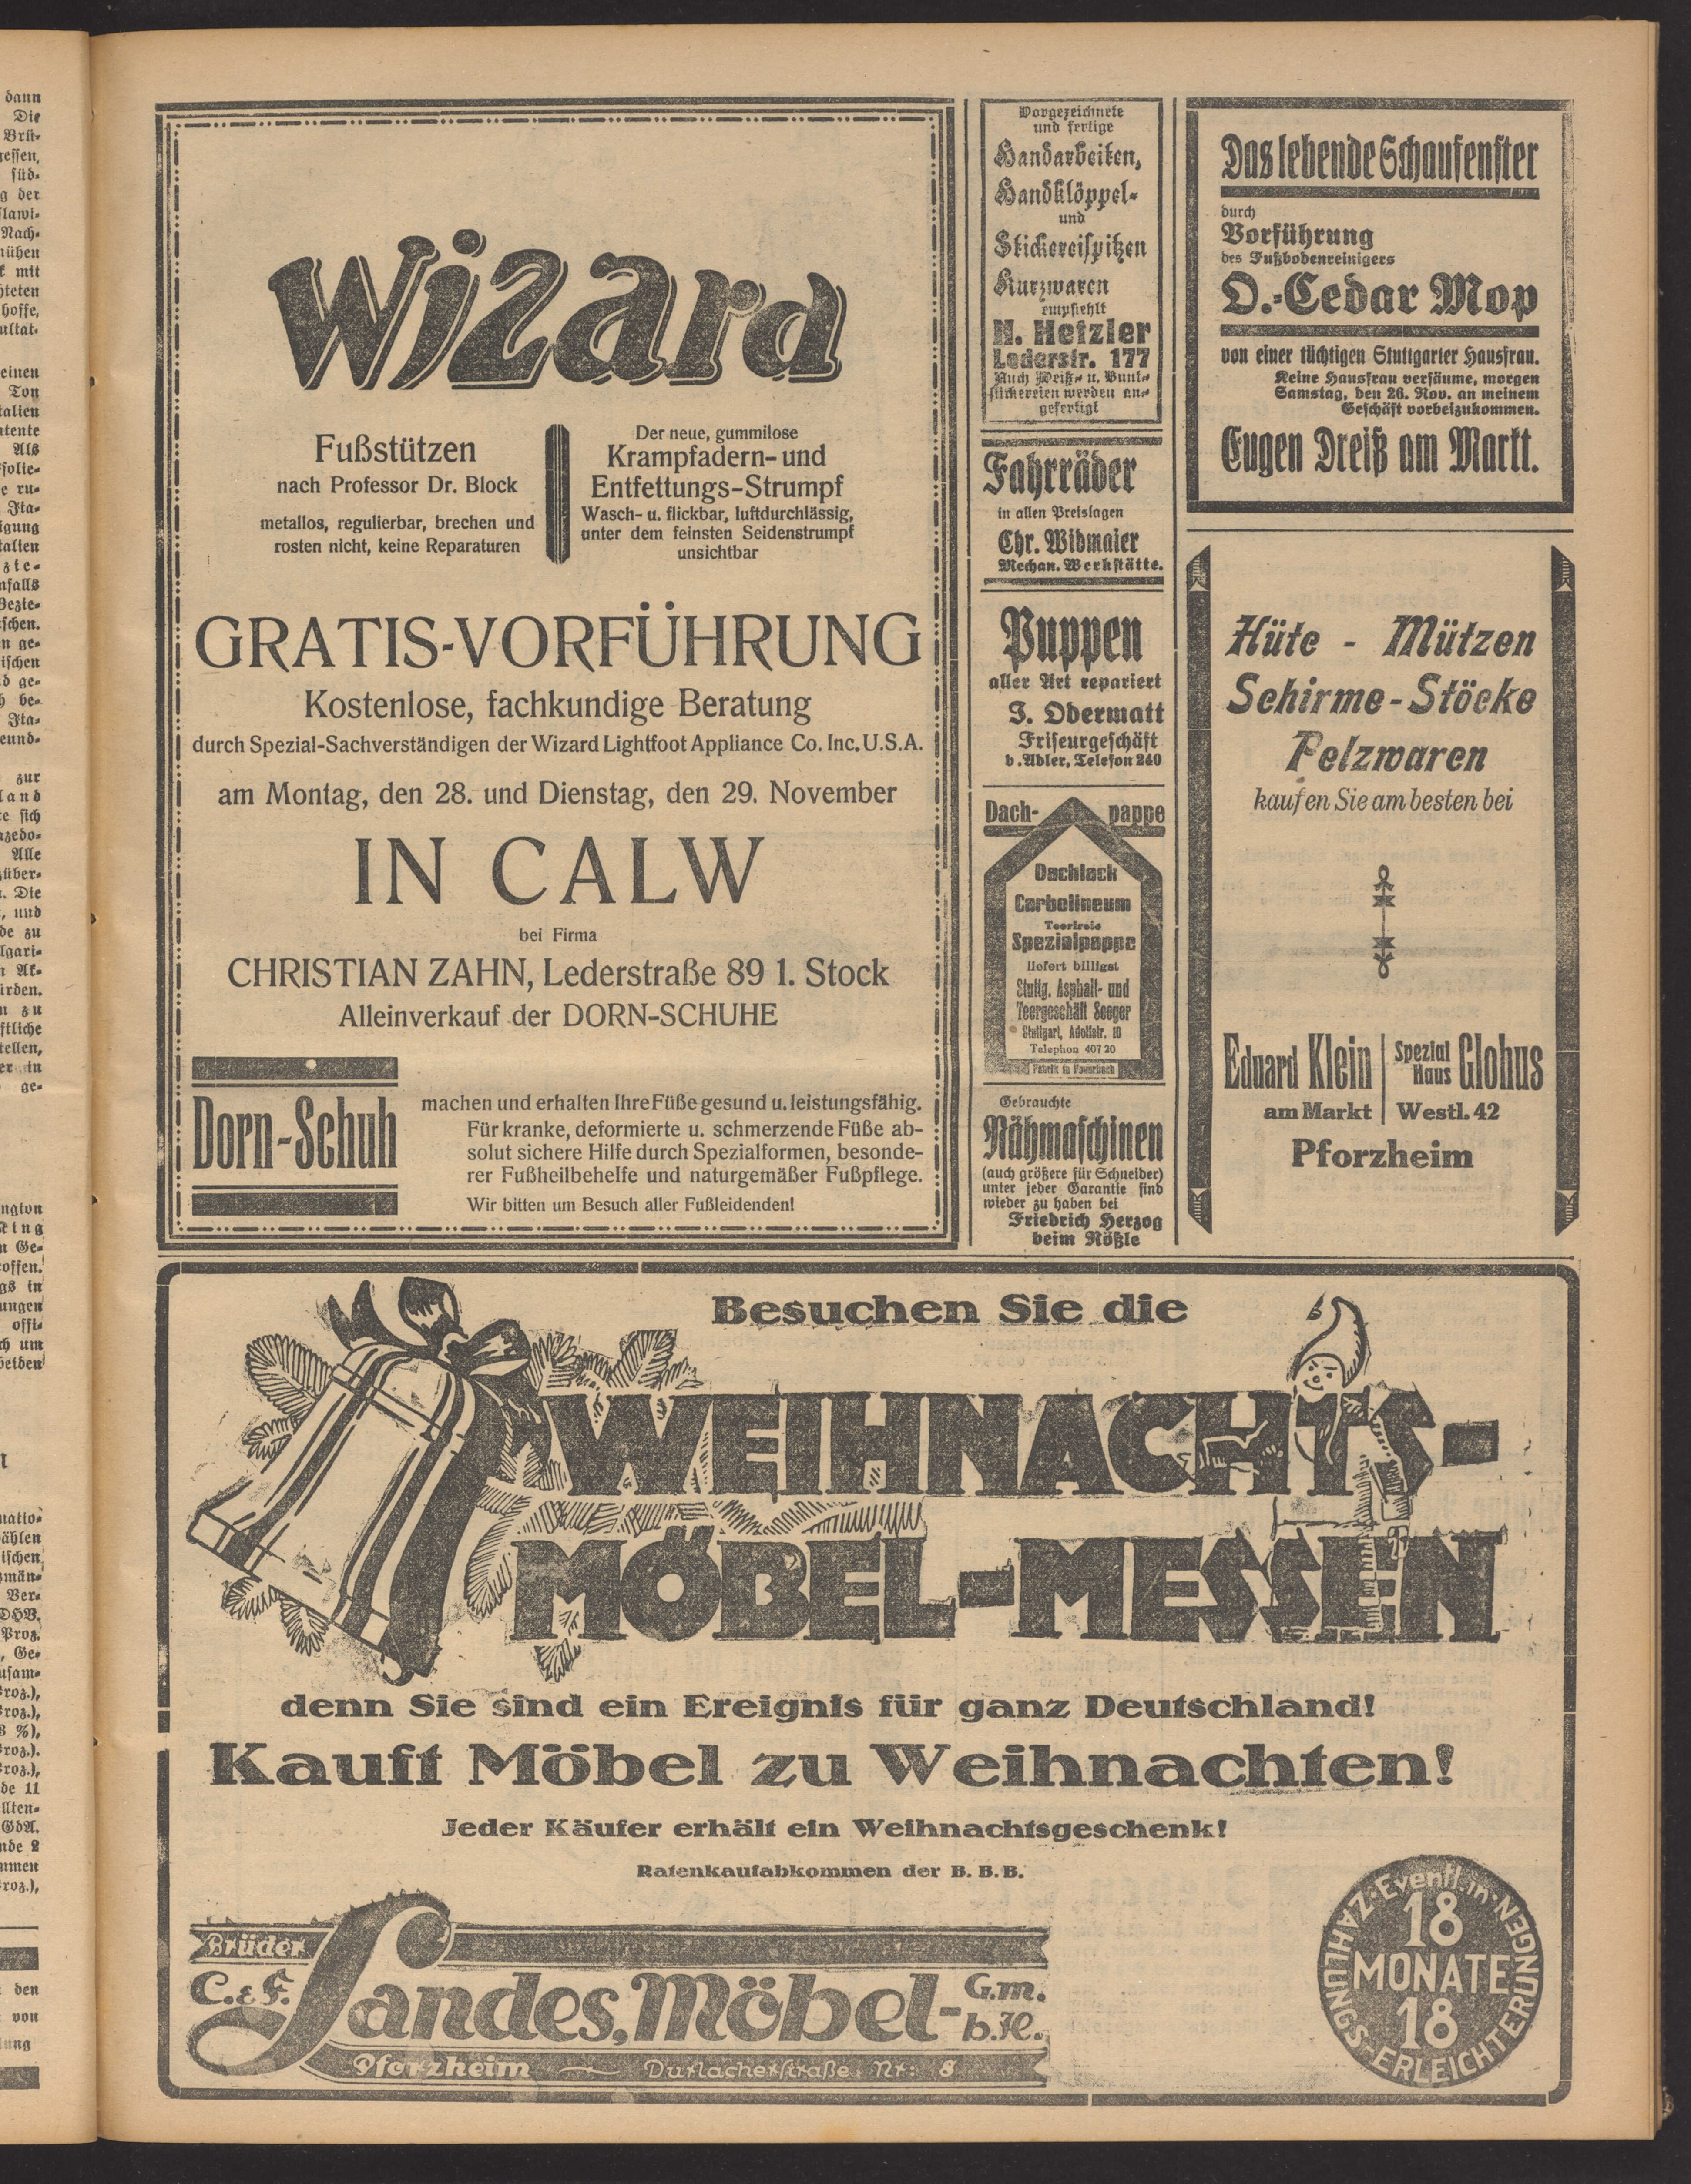 Wizard
Fußstützen
nach Professor Dr. Block
metallos, regulierbar, brechen und
rosten nicht, keine Reparaturen
Der neue, gummilose
Krampfadern- und
Entfettungs-Strumpf
Wasch- u. flickbar, luftdurchlässig,
unter dem feinsten Seidenstrumpf
unsichtbar
GRATIS-VORFÜHRUNG
Kostenlose, fachkundige Beratung
durch Spezial-Sachverständigen der Wizard Lightfoot Appliance Co. Inc. U.S.A.
am Montag, den 28. und Dienstag, den 29. November
IN CALW
bei Firma
CHRISTIAN ZAHN, Lederstraße 89 1. Stock
Alleinverkauf der DORN-SCHUHE
Dorn-Schuh
machen und erhalten Ihre Füße gesund u. leistungsfähig.
Für kranke, deformierte u. schmerzende Füße ab-
solut sichere Hilfe durch Spezialformen, besonde-
rer Fußheilbehelfe und naturgemäßer Fußpflege.
Wir bitten um Besuch aller Fußleidenden!
Vorgezeichnete
und fertige
Handarbeiten,
Handklöppel-
und
Stickereispitzen
Kurzwaren
empfiehlt
N. Hetzler
Lederstr. 177
Auch Weiß- u. Bunt-
stickereien werden an-
gefertigt
Fahrräder
in allen Preislagen
Chr. Widmaier
Mechan. Werkstätte.
Puppen
aller Art repariert
J. Odermatt
Friseurgeschäft
b. Adler, Telefon 240
Dach- pappe
Dachlack
Carbolineum
Teerfreie
Spezialpappe
liefert billigst
Stuttg. Asphalt- und
Teergeschäft Seeger
Stuttgart, Adolfstr. 10
Telephon 40720
Fabrik in Feuerbach
Gebrauchte
Nähmaschinen
(auch größere für Schneider)
unter jeder Garantie sind
wieder zu haben bei
Friedrich Herzog
beim Rößle
Das lebende Schaufenster
durch
Vorführung
des Fußbodenreinigers
O.-Cedar Mop
von einer tüchtigen Stuttgarter Hausfrau.
Keine Hausfrau versäume, morgen
Samstag, den 26. Nov. an meinem
Geschäft vorbeizukommen.
Eugen Dreiß am Markt.
Hüte - Mützen
Schirme - Stöcke
Pelzwaren
kaufen Sie am besten bei
Eduard Klein
am Markt
Spezial
Haus Globus
Westl. 42
Pforzheim
Besuchen Sie die
WEIHNACHTS-
MÖBEL-MESSEN
denn Sie sind ein Ereignis für ganz Deutschland!
Kauft Möbel zu Weihnachten!
Jeder Käufer erhält ein Weihnachtsgeschenk!
Ratenkaufabkommen der B. B. B.
Brüder
C. & F. Landes, Möbel- G.m.
b.H.
Pforzheim Durlacherstraße Nr: 8
Eventl. in
18
MONATE
18
ZAHLUNGS-ERLEICHTERUNGEN